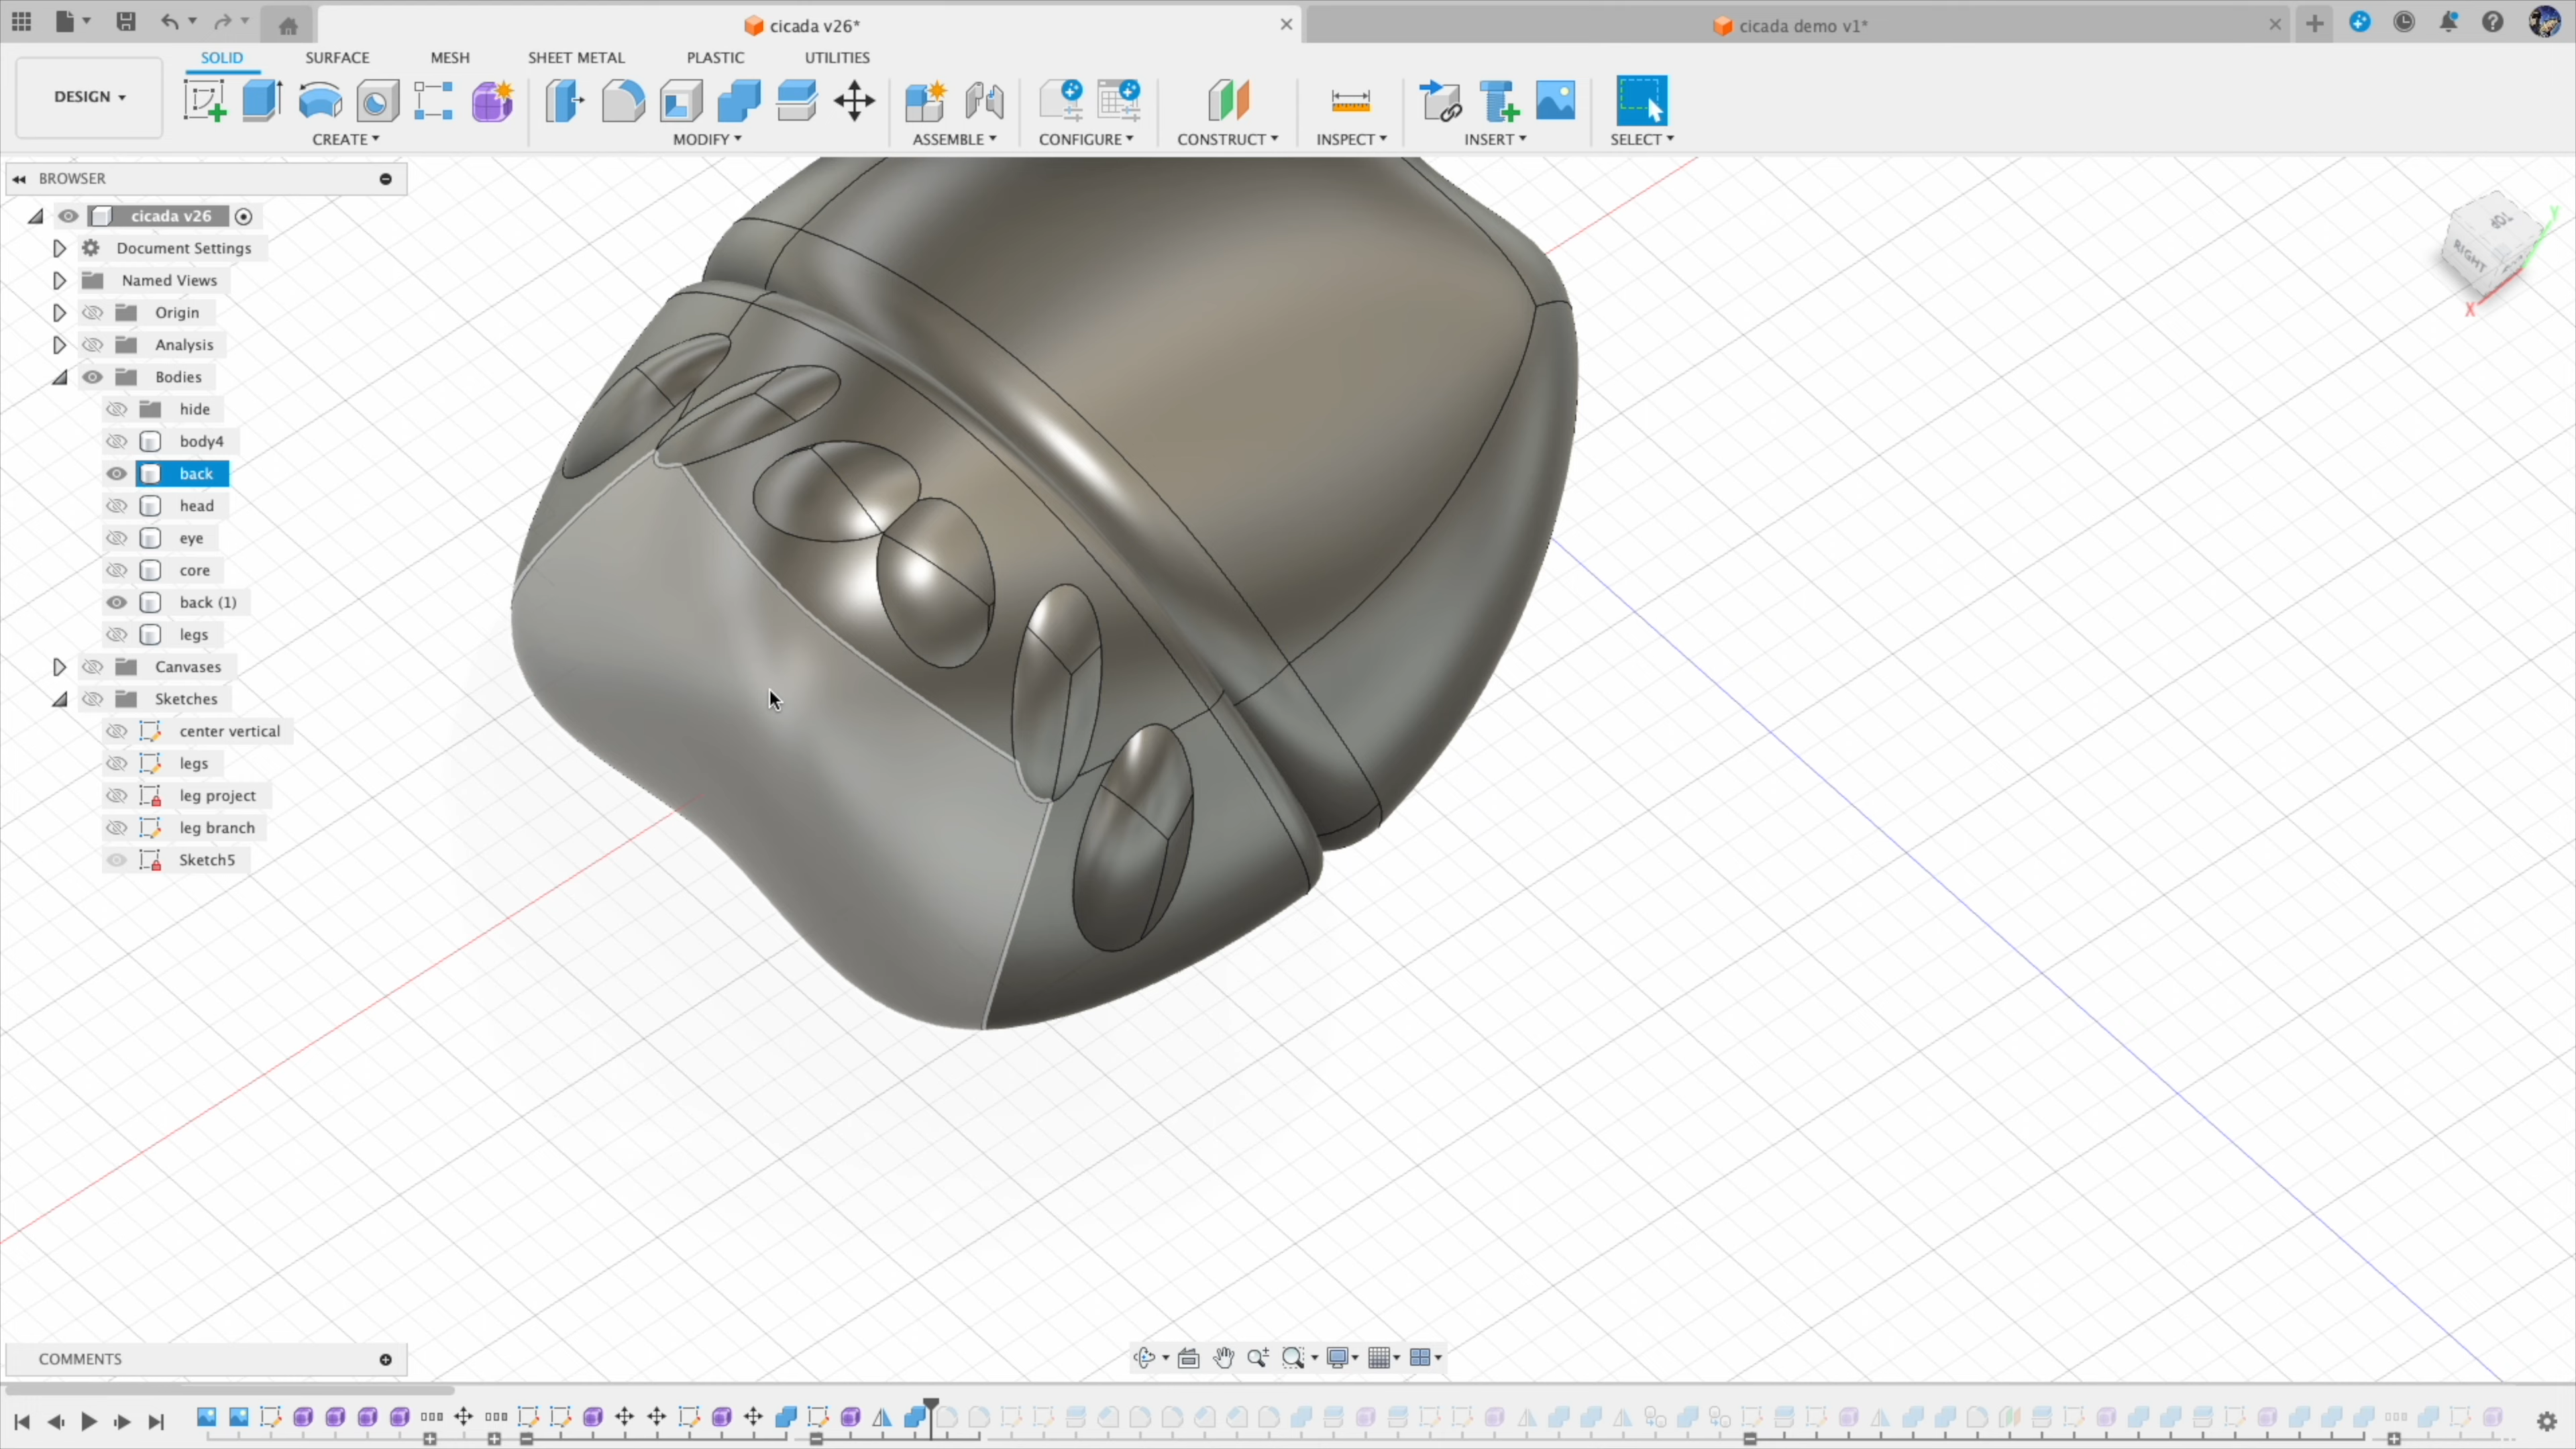 cicada v26*
cicada demo v1*
DESIGN
SOLID
SURFACE
MESH
SHEET METAL
PLASTIC
UTILITIES
CREATE
MODIFY
ASSEMBLE
CONFIGURE
CONSTRUCT
INSPECT
INSERT
SELECT
BROWSER
cicada v26
Document Settings
Named Views
Origin
Analysis
Bodies
hide
body4
back
head
eye
core
back (1)
legs
Canvases
Sketches
center vertical
legs
leg project
leg branch
Sketch5
TOP
RIGHT
Y
X
COMMENTS